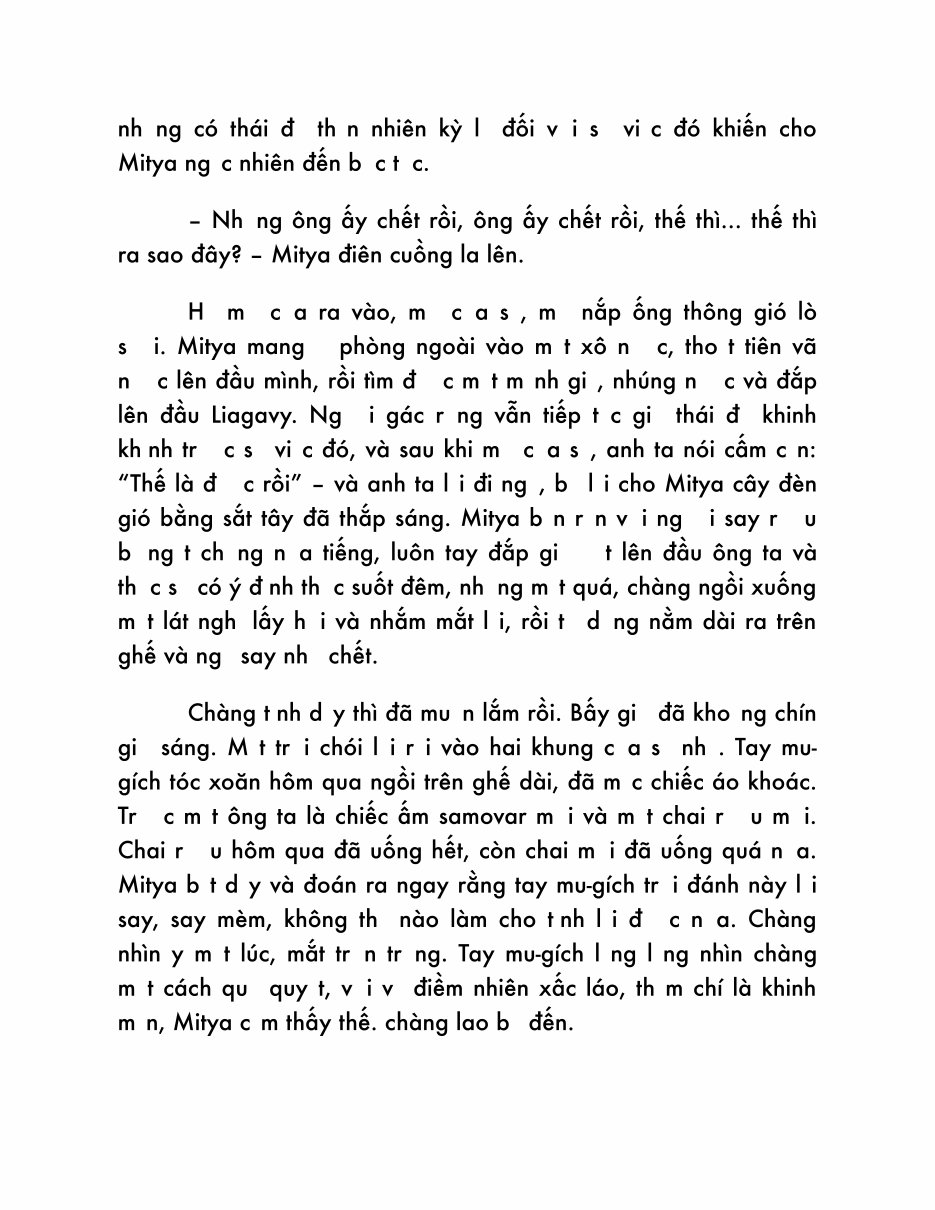 nh ng có thái đ th n nhiên kỳ l đối v i s vi c đó khiến cho
Mitya ng c nhiên đến b c t c.
– Nh ng ông ấy chết rồi, ông ấy chết rồi, thế thì... thế thì
ra sao đây? – Mitya điên cuồng la lên.
H m c a ra vào, m c a s , m nắp ống thông gió lò
s i. Mitya mang phòng ngoài vào m t xô n c, tho t tiên vã
n c lên đầu mình, rồi tìm đ c m t m nh gi , nhúng n c và đắp
lên đầu Liagavy. Ng i gác r ng vẫn tiếp t c gi thái đ khinh
kh nh tr c s vi c đó, và sau khi m c a s , anh ta nói cấm c n:
“Thế là đ c rồi” – và anh ta l i đi ng , b l i cho Mitya cây đèn
gió bằng sắt tây đã thắp sáng. Mitya b n r n v i ng i say r u
b ng t ch ng n a tiếng, luôn tay đắp gi t lên đầu ông ta và
th c s có ý đ nh th c suốt đêm, nh ng m t quá, chàng ngồi xuống
m t lát ngh lấy h i và nhắm mắt l i, rồi t d ng nằm dài ra trên
ghế và ng say nh chết.
Chàng t nh d y thì đã mu n lắm rồi. Bấy gi đã kho ng chín
gi sáng. M t tr i chói l i r i vào hai khung c a s nh . Tay mu-
gích tóc xoăn hôm qua ngồi trên ghế dài, đã m c chiếc áo khoác.
Tr c m t ông ta là chiếc ấm samovar m i và m t chai r u m i.
Chai r u hôm qua đã uống hết, còn chai m i đã uống quá n a.
Mitya b t d y và đoán ra ngay rằng tay mu-gích tr i đánh này l i
say, say mèm, không th nào làm cho t nh l i đ c n a. Chàng
nhìn y m t lúc, mắt tr n tr ng. Tay mu-gích l ng l ng nhìn chàng
m t cách qu quy t, v i v điềm nhiên xấc láo, th m chí là khinh
m n, Mitya c m thấy thế. chàng lao b đến.